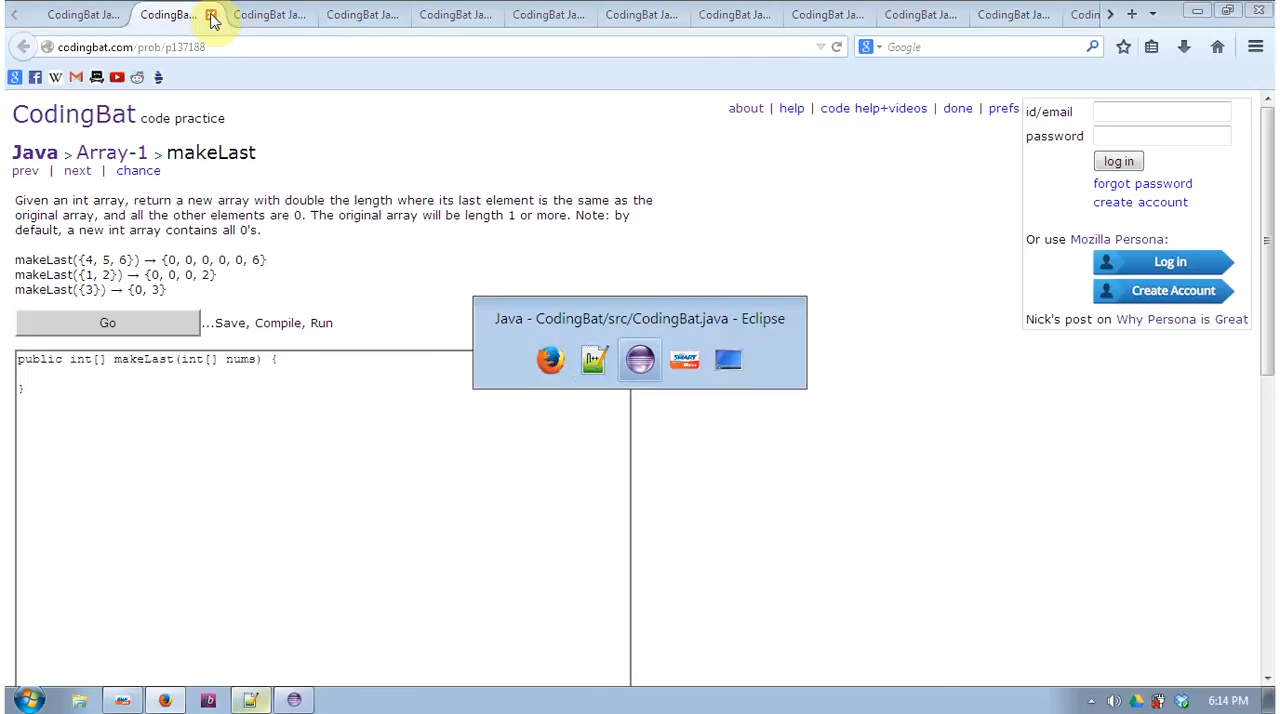 CodingBat Ja...
CodingBa...
CodingBat Ja...
CodingBat Ja...
CodingBat Ja...
CodingBat Ja...
CodingBat Ja...
CodingBat Ja...
CodingBat Ja...
CodingBat Ja...
CodingBat Ja...
Codin
codingbat.com/prob/p137188
Google
CodingBat code practice
about | help | code help+videos | done | prefs
id/email
password
log in
forgot password
create account
Or use Mozilla Persona:
Log in
Create Account
Nick's post on Why Persona is Great
Java > Array-1 > makeLast
prev | next | chance
Given an int array, return a new array with double the length where its last element is the same as the
original array, and all the other elements are 0. The original array will be length 1 or more. Note: by
default, a new int array contains all 0's.
makeLast({4, 5, 6}) → {0, 0, 0, 0, 0, 6}
makeLast({1, 2}) → {0, 0, 0, 2}
makeLast({3}) → {0, 3}
Go ...Save, Compile, Run
Java - CodingBat/src/CodingBat.java - Eclipse
public int[] makeLast(int[] nums) {
}
6:14 PM